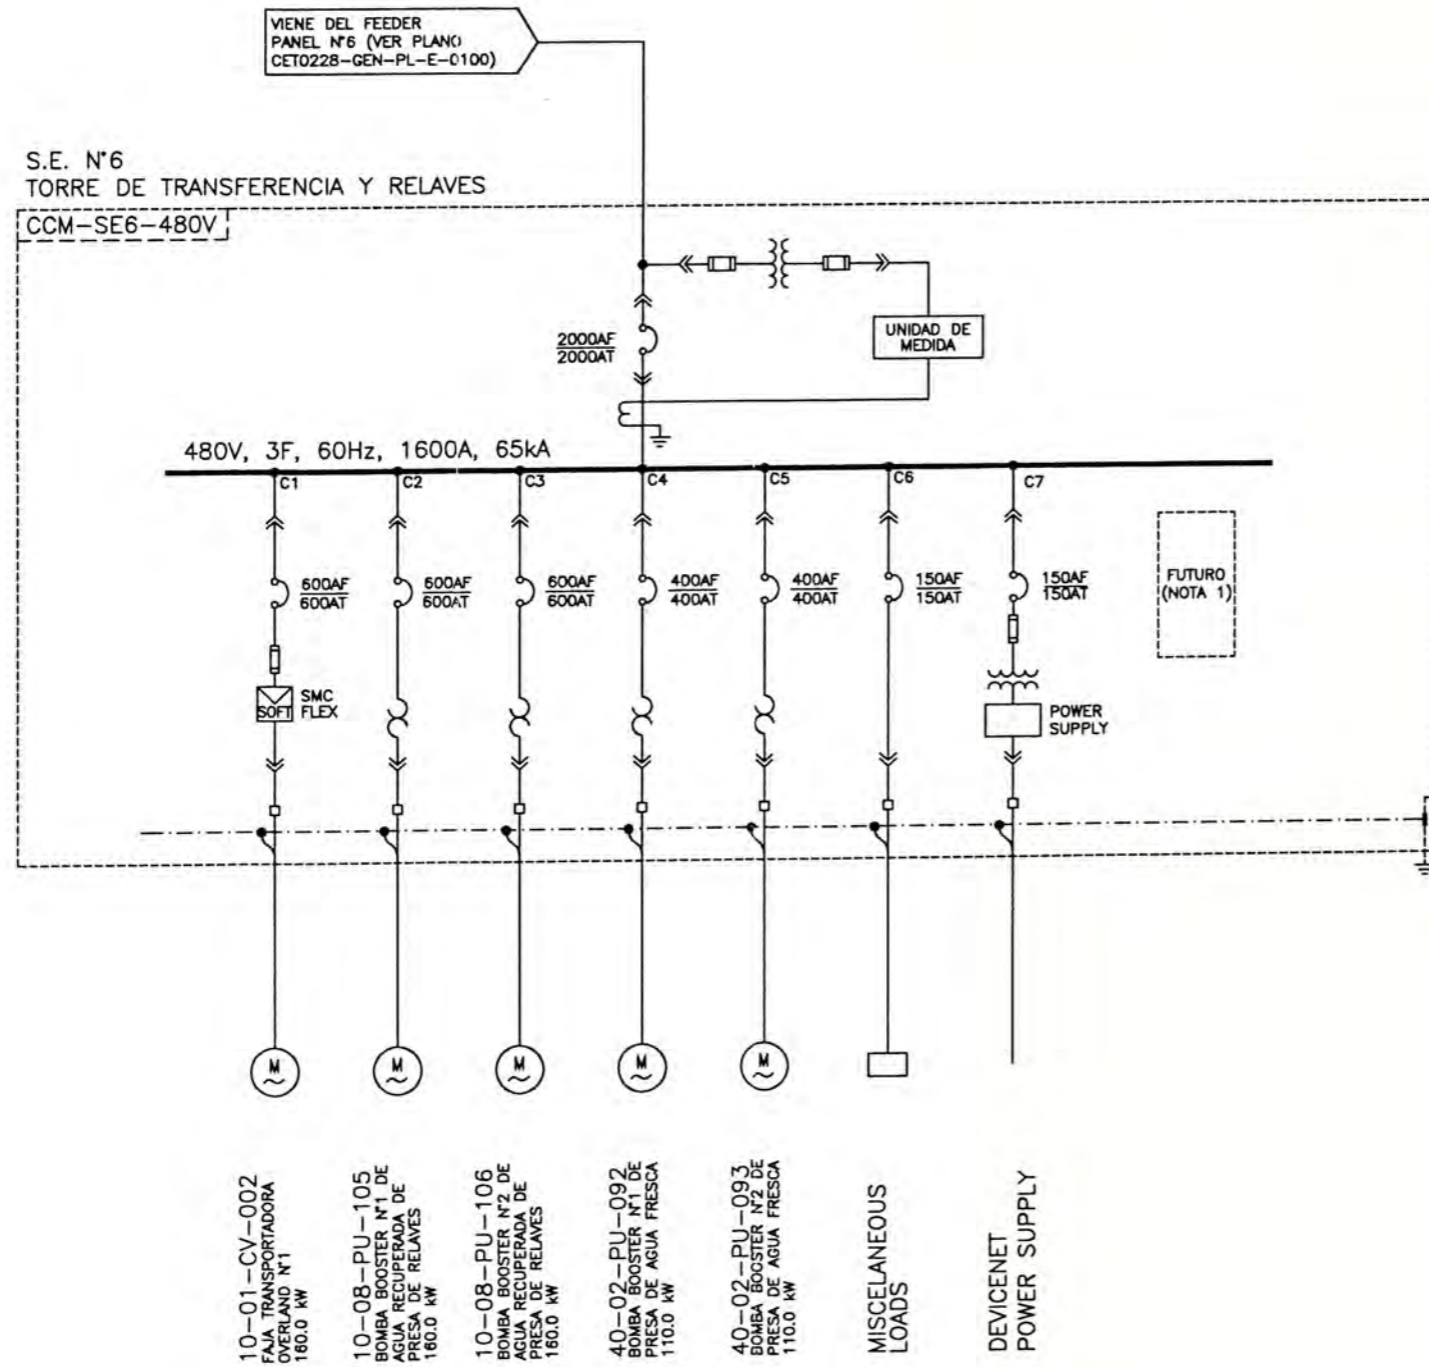 VIENE DEL FEEDER
PANEL N°6 (VER PLANO
CET0228-GEN-PL-E-0100)
S.E. N°6
TORRE DE TRANSFERENCIA Y RELAVES
CCM-SE6-480V
2000AF
2000AT
UNIDAD DE
MEDIDA
480V, 3F, 60Hz, 1600A, 65kA
C1
C2
C3
C4
C5
C6
C7
600AF
600AT
600AF
600AT
600AF
600AT
400AF
400AT
400AF
400AT
150AF
150AT
150AF
150AT
FUTURO
(NOTA 1)
SMC
FLEX
SOFT
POWER
SUPPLY
M
M
M
M
M
10-01-CV-002
FAJA TRANSPORTADORA
OVERLAND N°1
160.0 kW
10-08-PU-105
BOMBA BOOSTER N°1 DE
AGUA RECUPERADA DE
PRESA DE RELAVES
160.0 kW
10-08-PU-106
BOMBA BOOSTER N°2 DE
AGUA RECUPERADA DE
PRESA DE RELAVES
160.0 kW
40-02-PU-092
BOMBA BOOSTER N°1 DE
PRESA DE AGUA FRESCA
110.0 kW
40-02-PU-093
BOMBA BOOSTER N°2 DE
PRESA DE AGUA FRESCA
110.0 kW
MISCELANEOUS
LOADS
DEVICENET
POWER SUPPLY